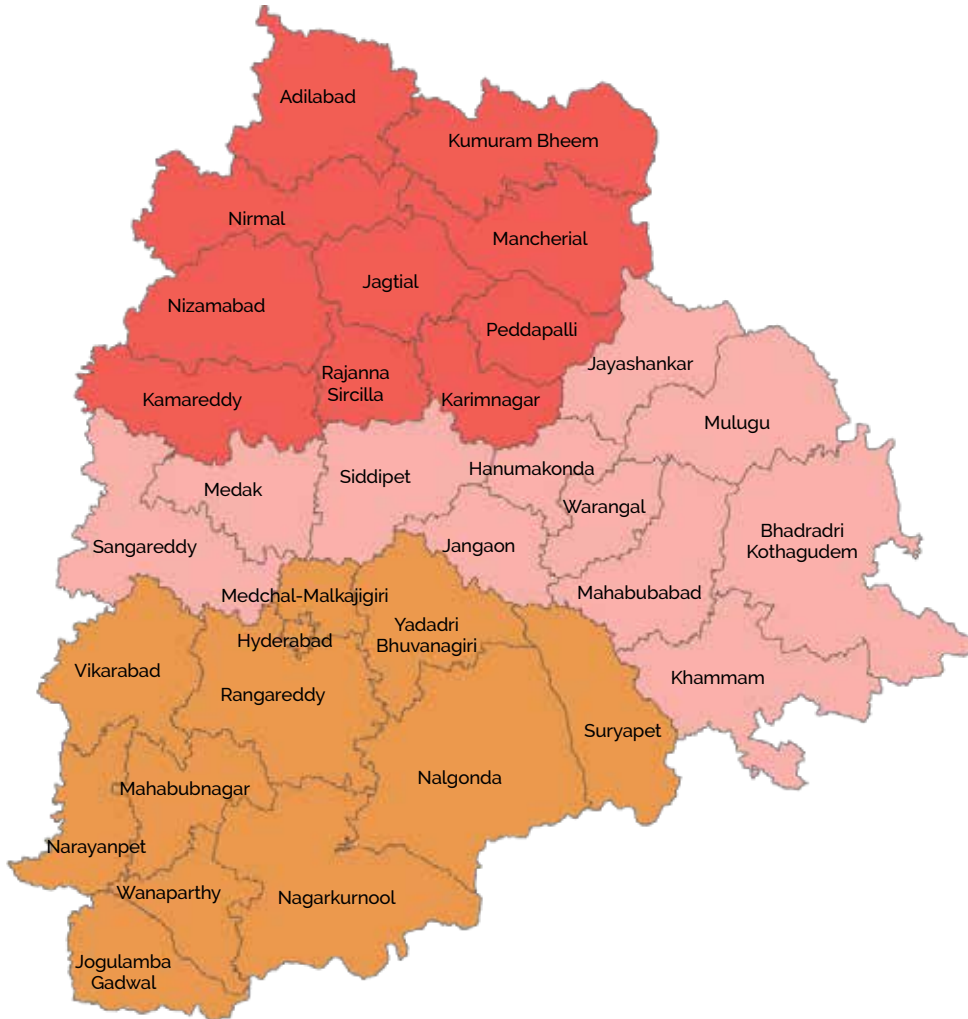 Adilabad
Kumuram Bheem
Nirmal
Mancherial
Jagtial
Nizamabad
Peddapalli
Jayashankar
Rajanna
Sircilla
Kamareddy
Karimnagar
Mulugu
Hanumakonda
Siddipet
Medak
Warangal
Bhadradri
Kothagudem
Sangareddy
Jangaon
Mahabubabad
Medchal-Malkajigiri
Yadadri
Bhuvanagiri
Hyderabad
Vikarabad
Khammam
Rangareddy
Suryapet
Nalgonda
Mahabubnagar
Narayanpet
Wanaparthy
Nagarkurnool
Jogulamba
Gadwal